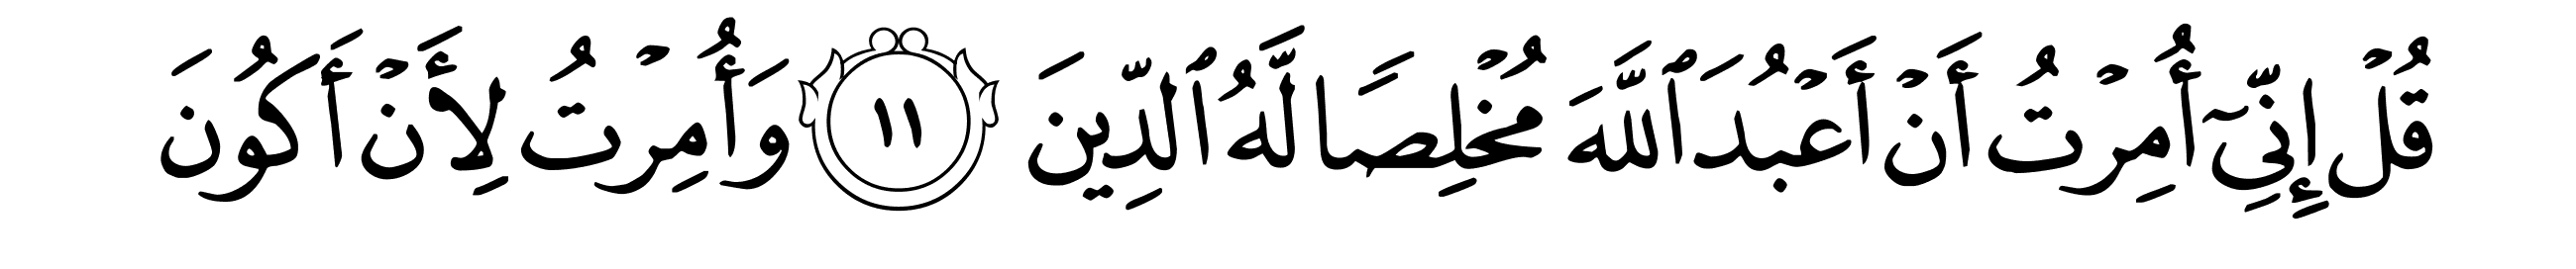 قُلۡ إِنِّيٓ أُمِرۡتُ أَنۡ أَعۡبُدَ ٱللَّهَ مُخۡلِصٗا لَّهُ ٱلدِّينَ ١١ وَأُمِرۡتُ لِأَنۡ أَكُونَ